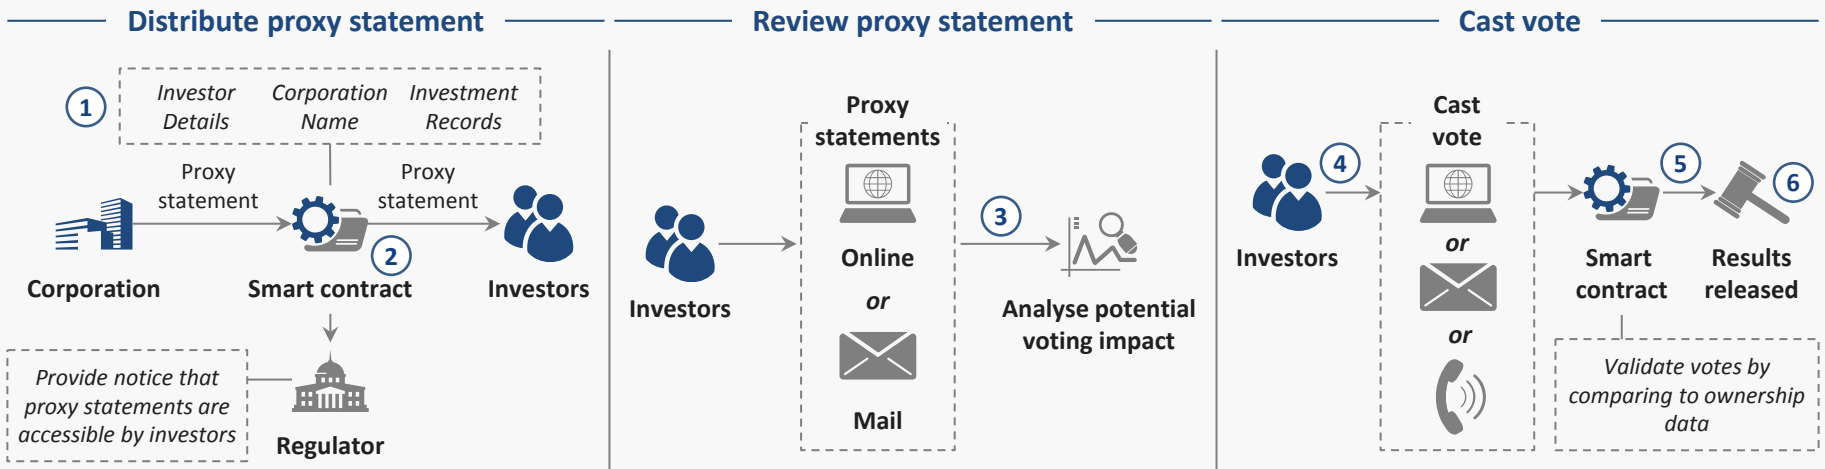 Distribute proxy statement
1
Investor
Details
Corporation
Name
Investment
Records
Proxy
statement
Proxy
statement
2
Corporation
Smart contract
Investors
Provide notice that
proxy statements are
accessible by investors
Regulator
Review proxy statement
Proxy
statements
3
Investors
Online
or
Mail
Analyse potential
voting impact
Cast vote
4
Cast
vote
5
6
Investors
or
or
Smart
contract
Results
released
Validate votes by
comparing to ownership
data